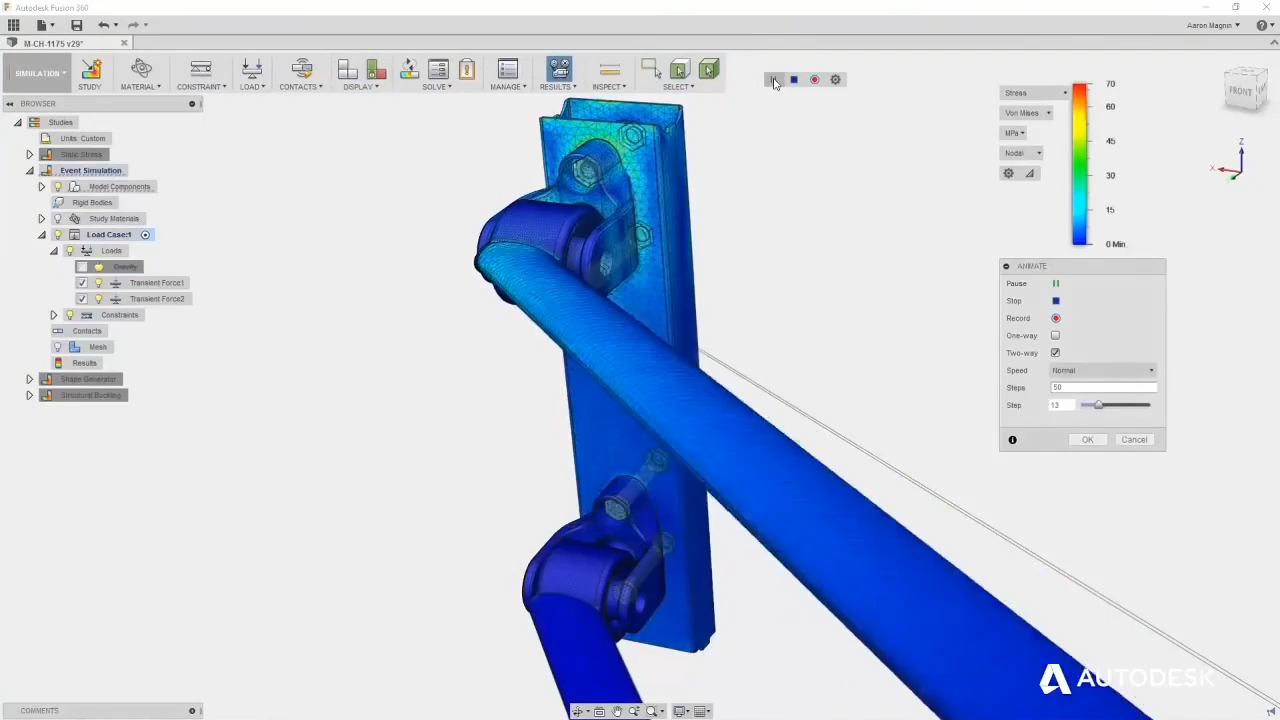 Autodesk Fusion 360
Aaron Magnin
M-CH-1175 v29*
SIMULATION
STUDY
MATERIAL
CONSTRAINT
LOAD
CONTACTS
DISPLAY
SOLVE
MANAGE
RESULTS
INSPECT
SELECT
FRONT
BROWSER
Studies
Units: Custom
Static Stress
Event Simulation
Model Components
Rigid Bodies
Study Materials
Load Case:1
Loads
Gravity
Transient Force1
Transient Force2
Constraints
Contacts
Mesh
Results
Shape Generator
Structural Buckling
Stress
Von Mises
MPa
Nodal
70
60
45
30
15
0 Min.
Z
X
ANIMATE
Pause
Stop
Record
One-way
Two-way
Speed Normal
Steps 50
Step 13
OK Cancel
AUTODESK
COMMENTS